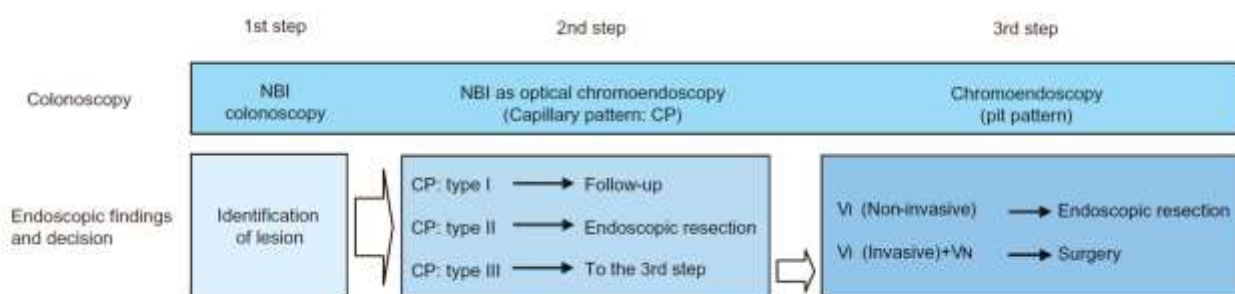 1st step
2nd step
3rd step
Colonoscopy
NBI
colonoscopy
NBI as optical chromoendoscopy
(Capillary pattern: CP)
Chromoendoscopy
(pit pattern)
Endoscopic findings
and decision
Identification
of lesion
CP: type I → Follow-up
CP: type II → Endoscopic resection
CP: type III → To the 3rd step
VI (Non-invasive) → Endoscopic resection
VI (Invasive)+VN → Surgery